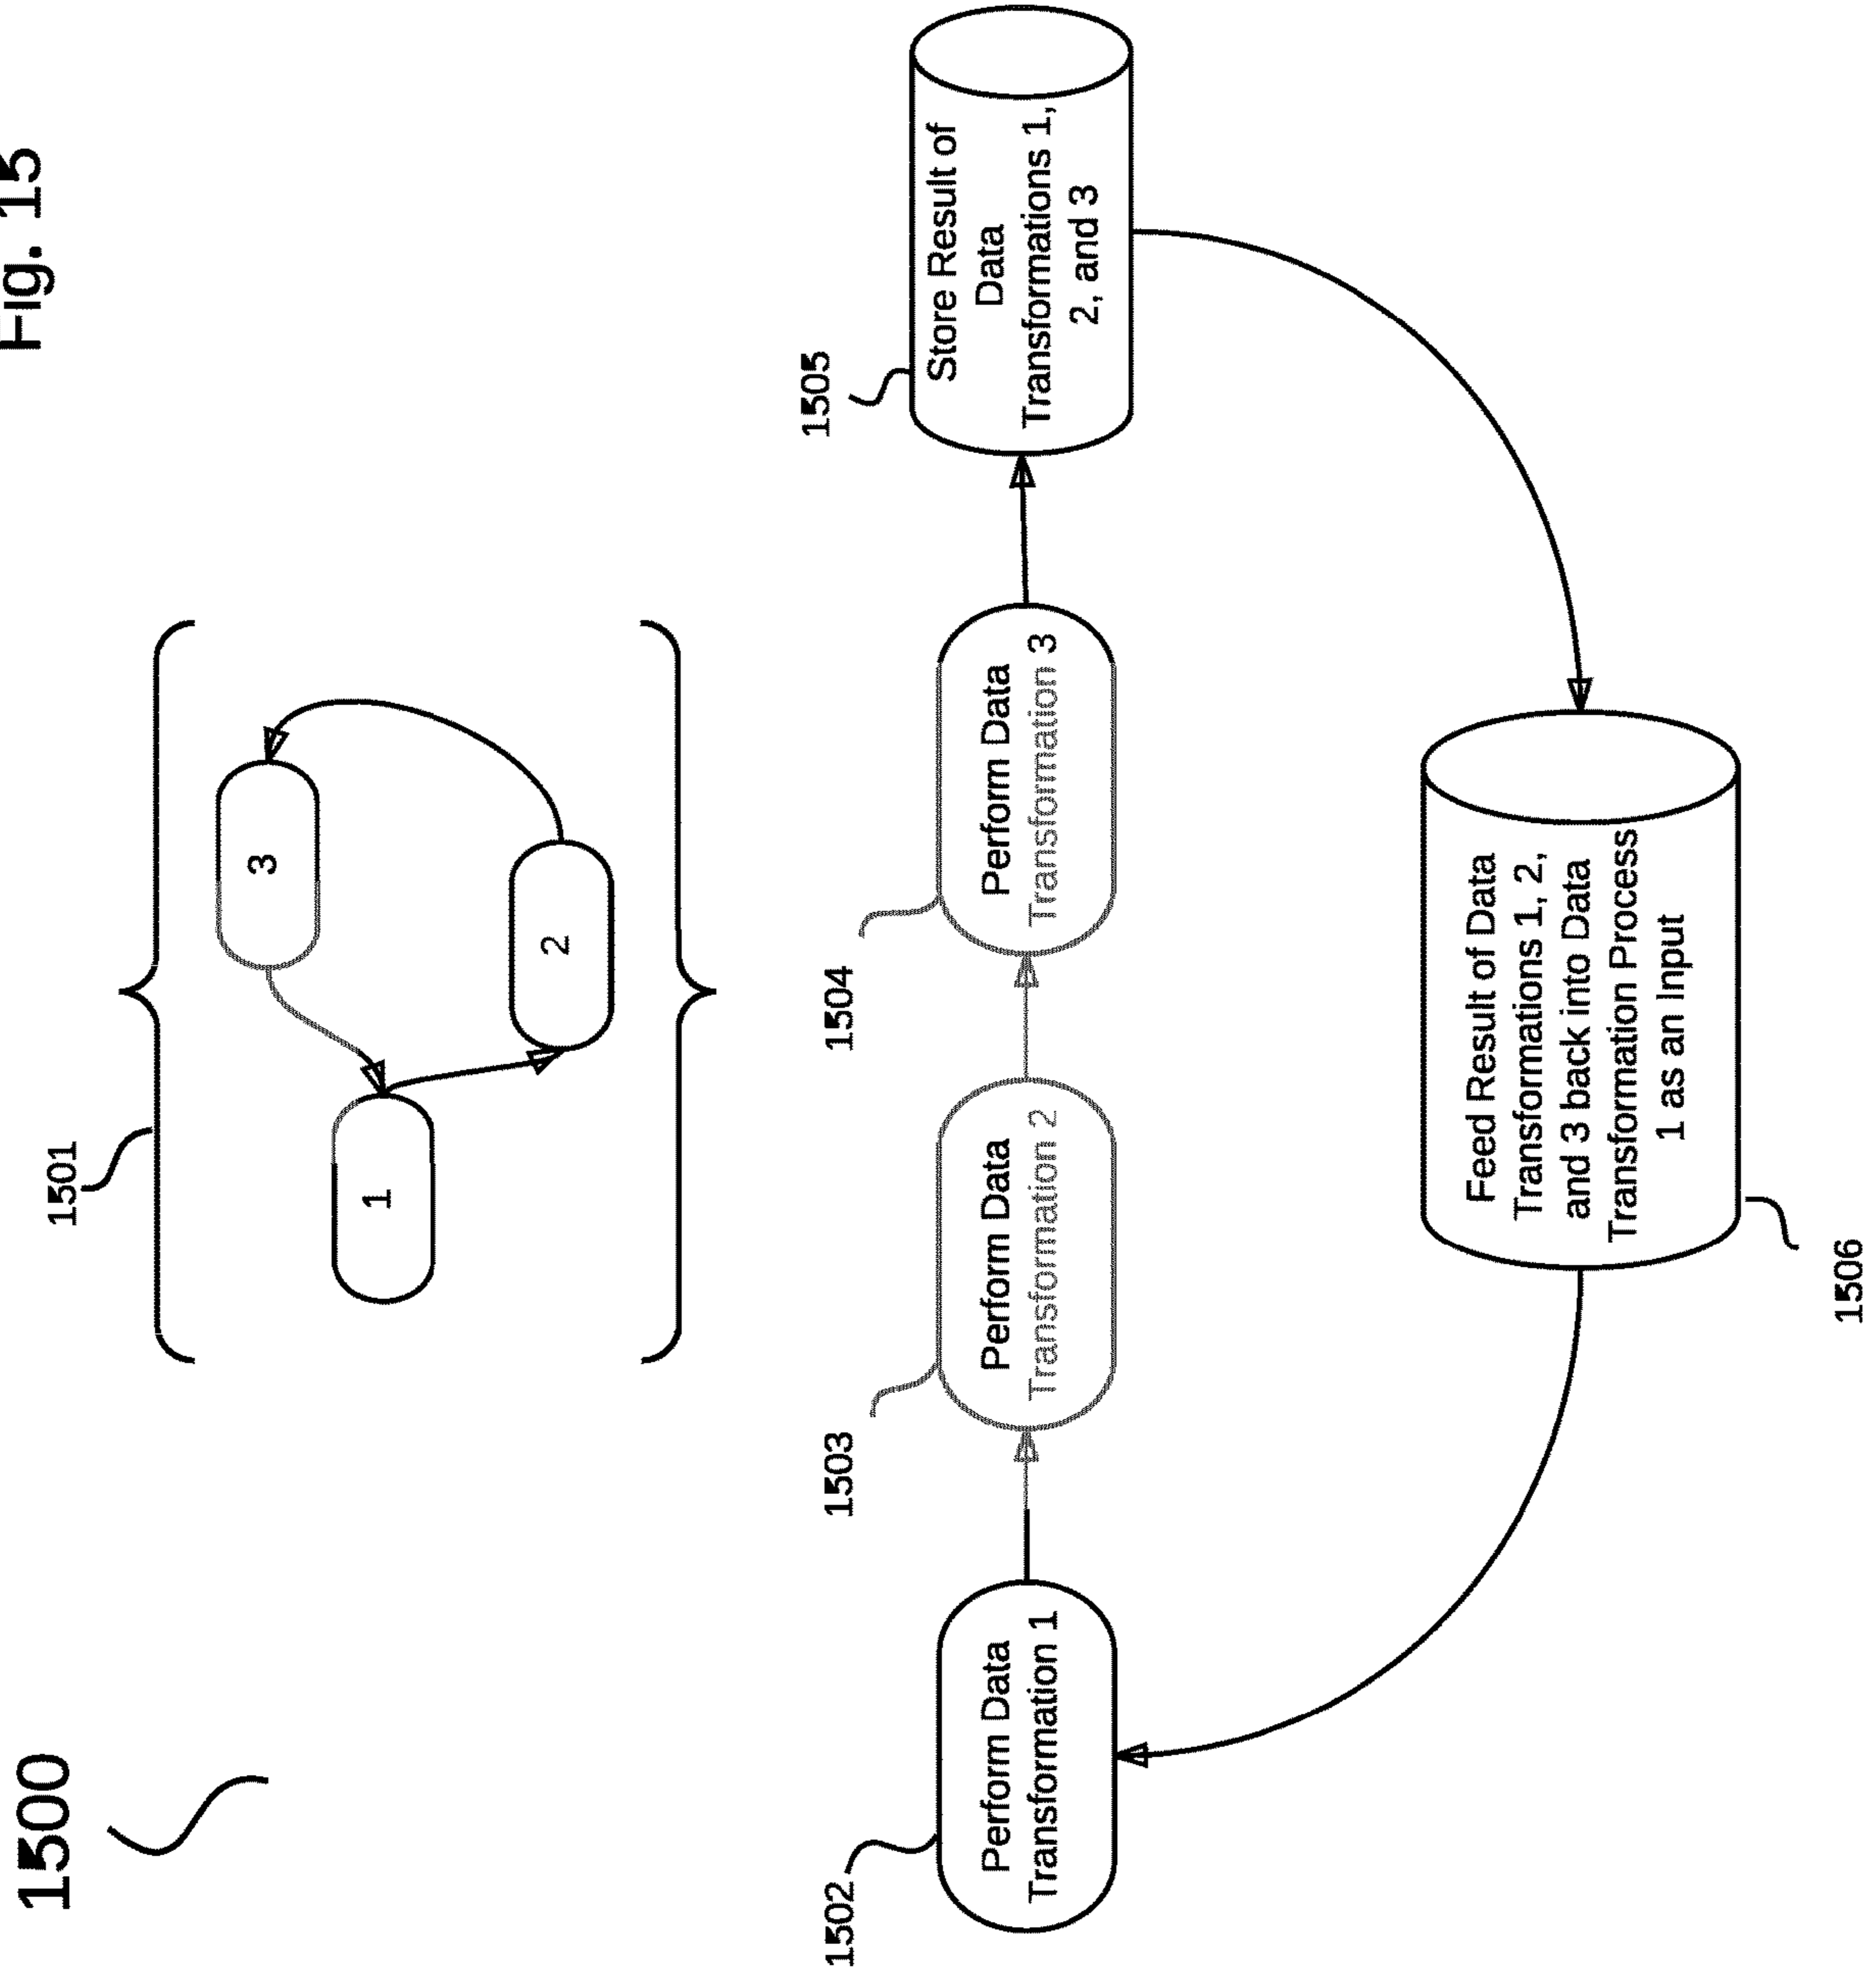 1500
Fig. 15
1501
1
2
3
1502
Perform Data
Transformation 1
1503
Perform Data
Transformation 2
1504
Perform Data
Transformation 3
1505
Store Result of
Data
Transformations 1,
2, and 3
Feed Result of Data
Transformations 1, 2,
and 3 back into Data
Transformation Process
1 as an Input
1506